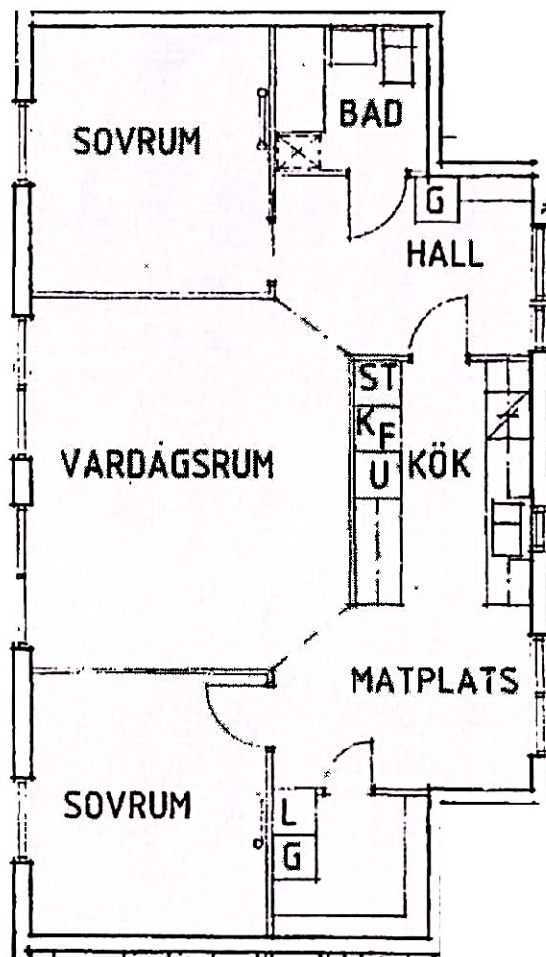 SOVRUM
BAD
G
HALL
ST
K
F
U
VARDAGSRUM
KÖK
MATPLATS
SOVRUM
L
G